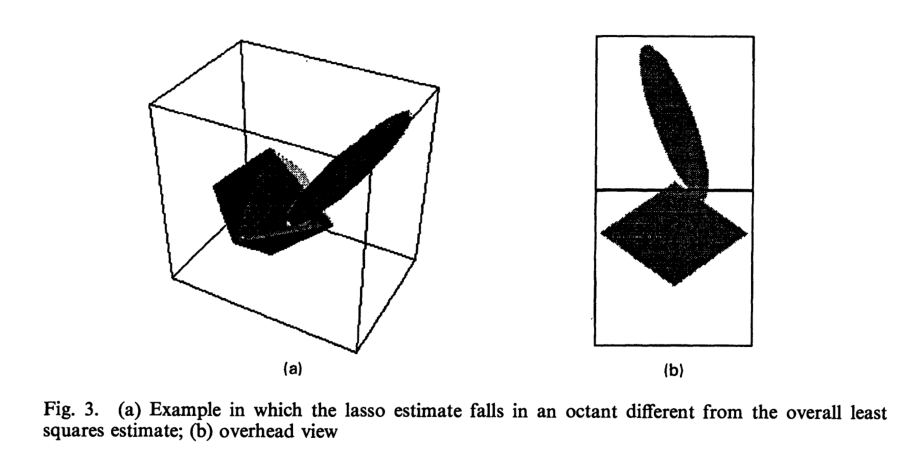 (a)
(b)
Fig. 3. (a) Example in which the lasso estimate falls in an octant different from the overall least
squares estimate; (b) overhead view